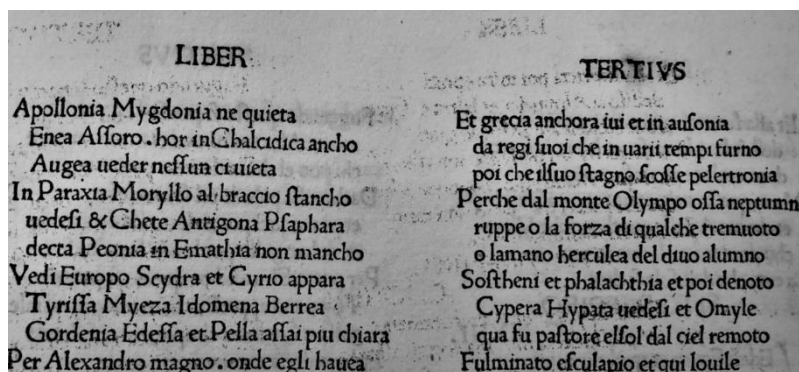 LIBER
Apollonia Mygdonia ne quieta
Enea Aſſoro. hor in Chalcidica ancho
Augea ueder neſſun ci uieta
In Paraxia Moryllo al braccio ſtancho
uedeſi & Chete Antigona Pſaphara
decta Peonia in Emathia non mancho
Vedi Europo Scydra et Cyrio appara
Tyriſſa Myeza Idomena Berrea
Gordenia Edeſſa et Pella aſſai piu chiara
Per Alexandro magno. onde egli hauea
TERTIVS
Et grecia anchora iui et in auſonia
da regi ſuoi che in uarii tempi furno
poi che ilſuo ſtagno ſcoſſe pelertronia
Perche dal monte Olympo oſſa neptumn
ruppe o la forza di qualche tremuoto
o lamano herculea del diuo alumno
Soſtheni et phalachthia et poi denoto
Cypera Hypata uedeſi et Omyle
qua fu paſtore elſol dal ciel remoto
Fulminato eſculapio et qui louile